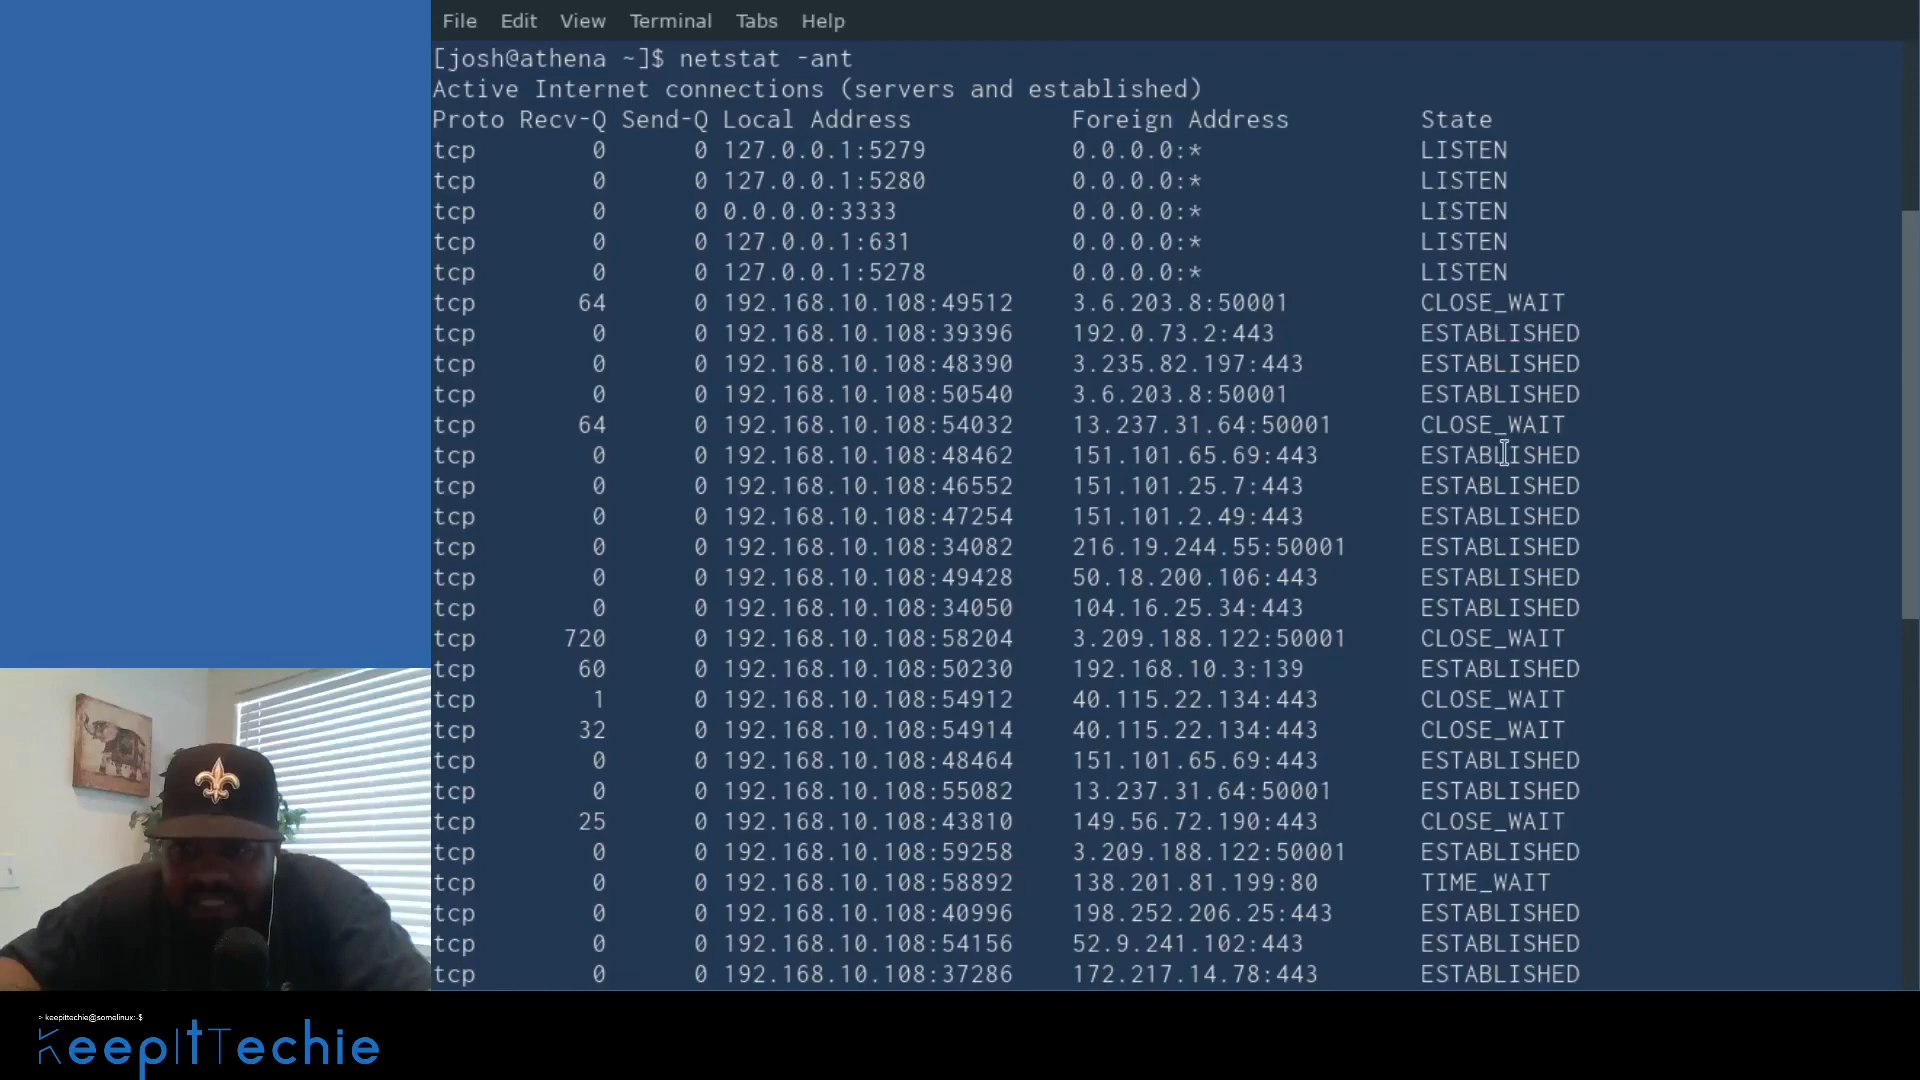 File Edit View Terminal Tabs Help
[josh@athena ~]$ netstat -ant
Active Internet connections (servers and established)
Proto Recv-Q Send-Q Local Address Foreign Address State
tcp 0 0 127.0.0.1:5279 0.0.0.0:* LISTEN
tcp 0 0 127.0.0.1:5280 0.0.0.0:* LISTEN
tcp 0 0 0.0.0.0:3333 0.0.0.0:* LISTEN
tcp 0 0 127.0.0.1:631 0.0.0.0:* LISTEN
tcp 0 0 127.0.0.1:5278 0.0.0.0:* LISTEN
tcp 64 0 192.168.10.108:49512 3.6.203.8:50001 CLOSE_WAIT
tcp 0 0 192.168.10.108:39396 192.0.73.2:443 ESTABLISHED
tcp 0 0 192.168.10.108:48390 3.235.82.197:443 ESTABLISHED
tcp 0 0 192.168.10.108:50540 3.6.203.8:50001 ESTABLISHED
tcp 64 0 192.168.10.108:54032 13.237.31.64:50001 CLOSE_WAIT
tcp 0 0 192.168.10.108:48462 151.101.65.69:443 ESTABLISHED
tcp 0 0 192.168.10.108:46552 151.101.25.7:443 ESTABLISHED
tcp 0 0 192.168.10.108:47254 151.101.2.49:443 ESTABLISHED
tcp 0 0 192.168.10.108:34082 216.19.244.55:50001 ESTABLISHED
tcp 0 0 192.168.10.108:49428 50.18.200.106:443 ESTABLISHED
tcp 0 0 192.168.10.108:34050 104.16.25.34:443 ESTABLISHED
tcp 720 0 192.168.10.108:58204 3.209.188.122:50001 CLOSE_WAIT
tcp 60 0 192.168.10.108:50230 192.168.10.3:139 ESTABLISHED
tcp 1 0 192.168.10.108:54912 40.115.22.134:443 CLOSE_WAIT
tcp 32 0 192.168.10.108:54914 40.115.22.134:443 CLOSE_WAIT
tcp 0 0 192.168.10.108:48464 151.101.65.69:443 ESTABLISHED
tcp 0 0 192.168.10.108:55082 13.237.31.64:50001 ESTABLISHED
tcp 25 0 192.168.10.108:43810 149.56.72.190:443 CLOSE_WAIT
tcp 0 0 192.168.10.108:59258 3.209.188.122:50001 ESTABLISHED
tcp 0 0 192.168.10.108:58892 138.201.81.199:80 TIME_WAIT
tcp 0 0 192.168.10.108:40996 198.252.206.25:443 ESTABLISHED
tcp 0 0 192.168.10.108:54156 52.9.241.102:443 ESTABLISHED
tcp 0 0 192.168.10.108:37286 172.217.14.78:443 ESTABLISHED
> keepittechie@somelinux:-$
KeepItTechie